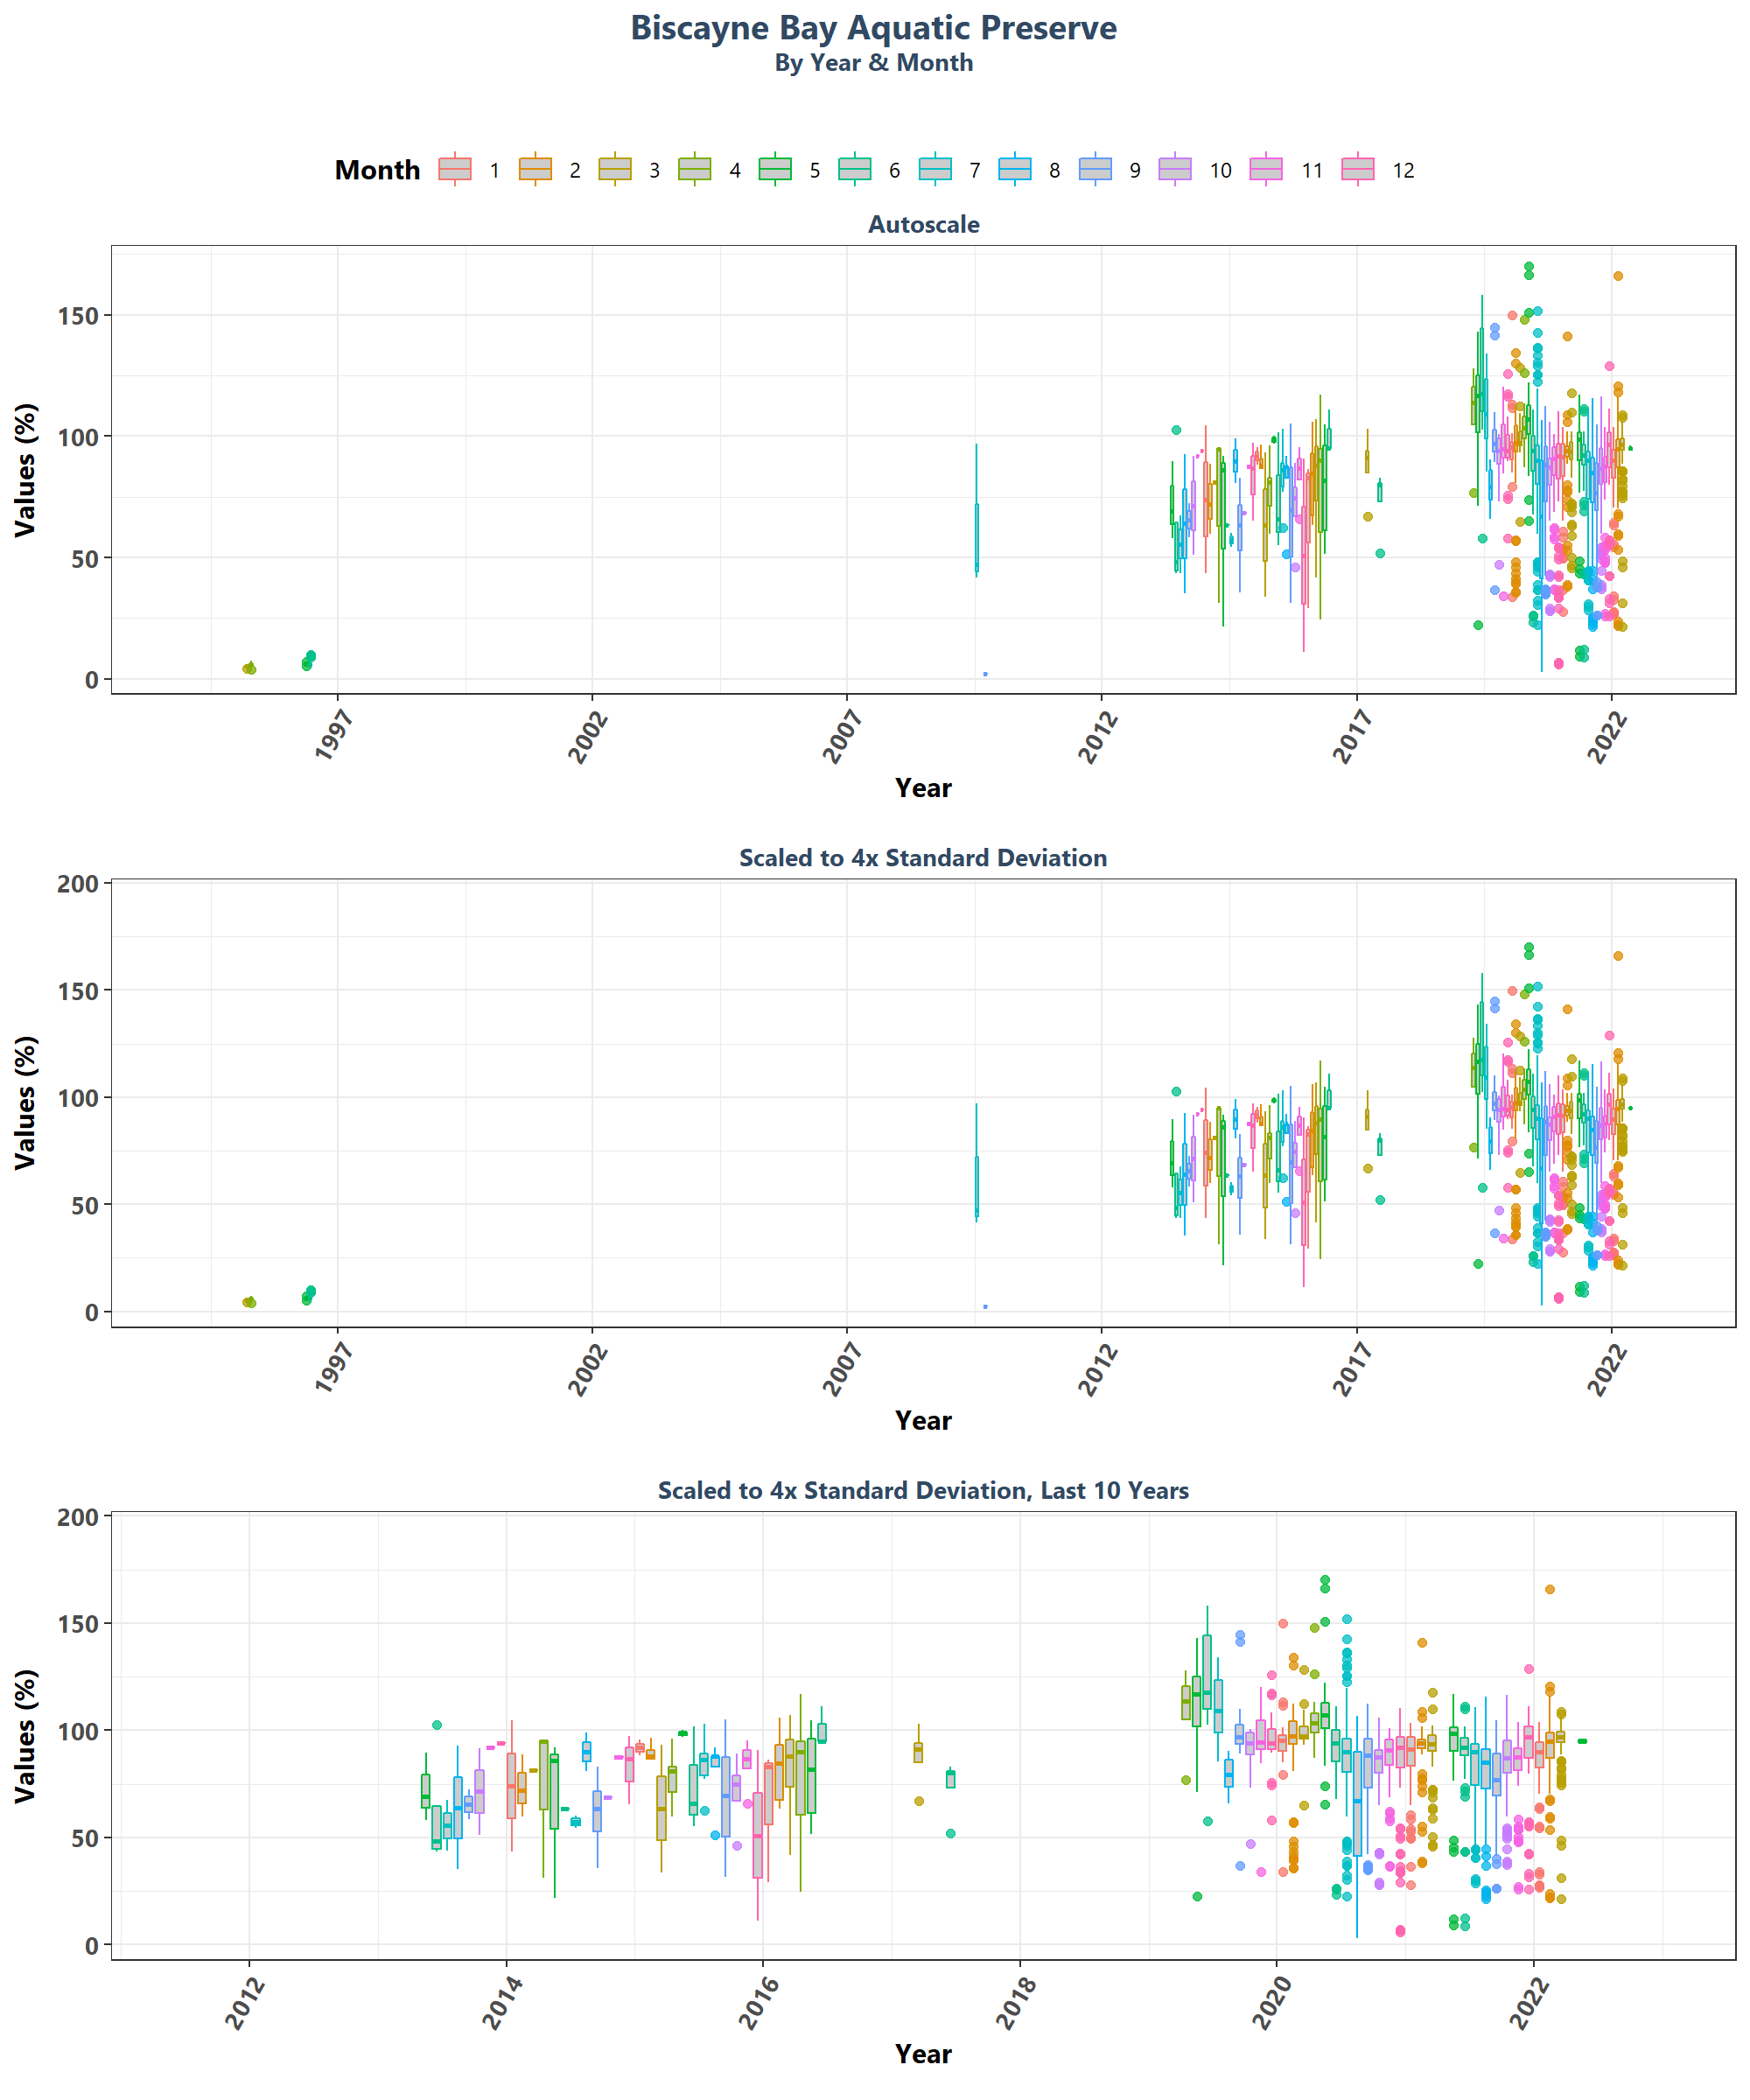 Biscayne Bay Aquatic Preserve
By Year & Month
Month 1 2 3 4 5 6 7 8 9 10 11 12
Autoscale
Values (%)
150
100
50
0
1997 2002 2007 2012 2017 2022
Year
Scaled to 4x Standard Deviation
Values (%)
200
150
100
50
0
1997 2002 2007 2012 2017 2022
Year
Scaled to 4x Standard Deviation, Last 10 Years
Values (%)
200
150
100
50
0
2012 2014 2016 2018 2020 2022
Year